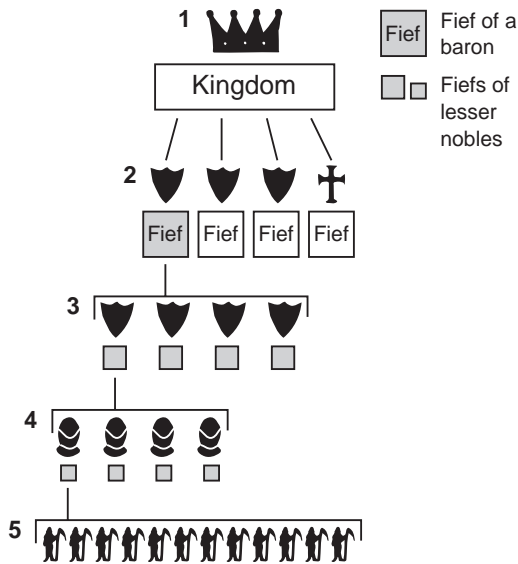 1
Kingdom
Fief
Fief of a
baron
Fiefs of
lesser
nobles
2
Fief Fief Fief Fief
3
4
5